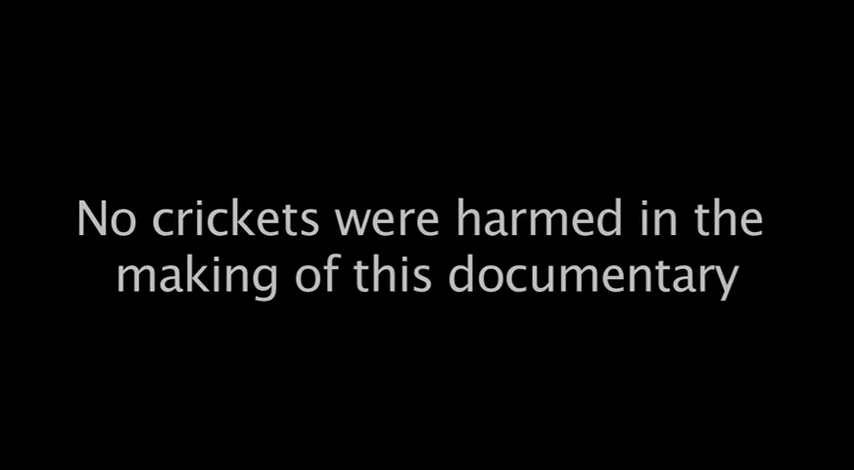 No crickets were harmed in the
making of this documentary